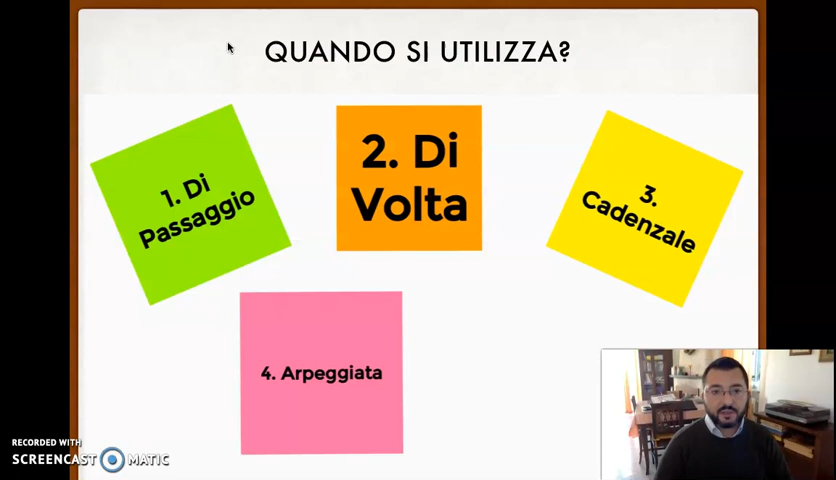 QUANDO SI UTILIZZA?
1. Di
Passaggio
2. Di
Volta
3.
Cadenzale
4. Arpeggiata
RECORDED WITH
SCREENCAST MATIC